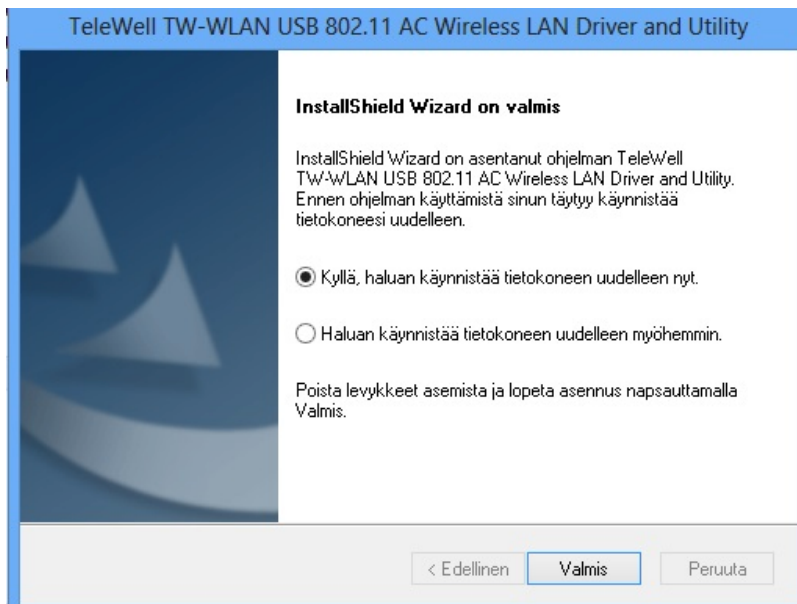 TeleWell TW-WLAN USB 802.11 AC Wireless LAN Driver and Utility
InstallShield Wizard on valmis
InstallShield Wizard on asentanut ohjelman TeleWell
TW-WLAN USB 802.11 AC Wireless LAN Driver and Utility.
Ennen ohjelman käyttämistä sinun täytyy käynnistää
tietokoneesi uudelleen.
Kyllä, haluan käynnistää tietokoneen uudelleen nyt.
Haluan käynnistää tietokoneen uudelleen myöhemmin.
Poista levykkeet asemista ja lopeta asennus napsauttamalla
Valmis.
< Edellinen
Valmis
Peruuta